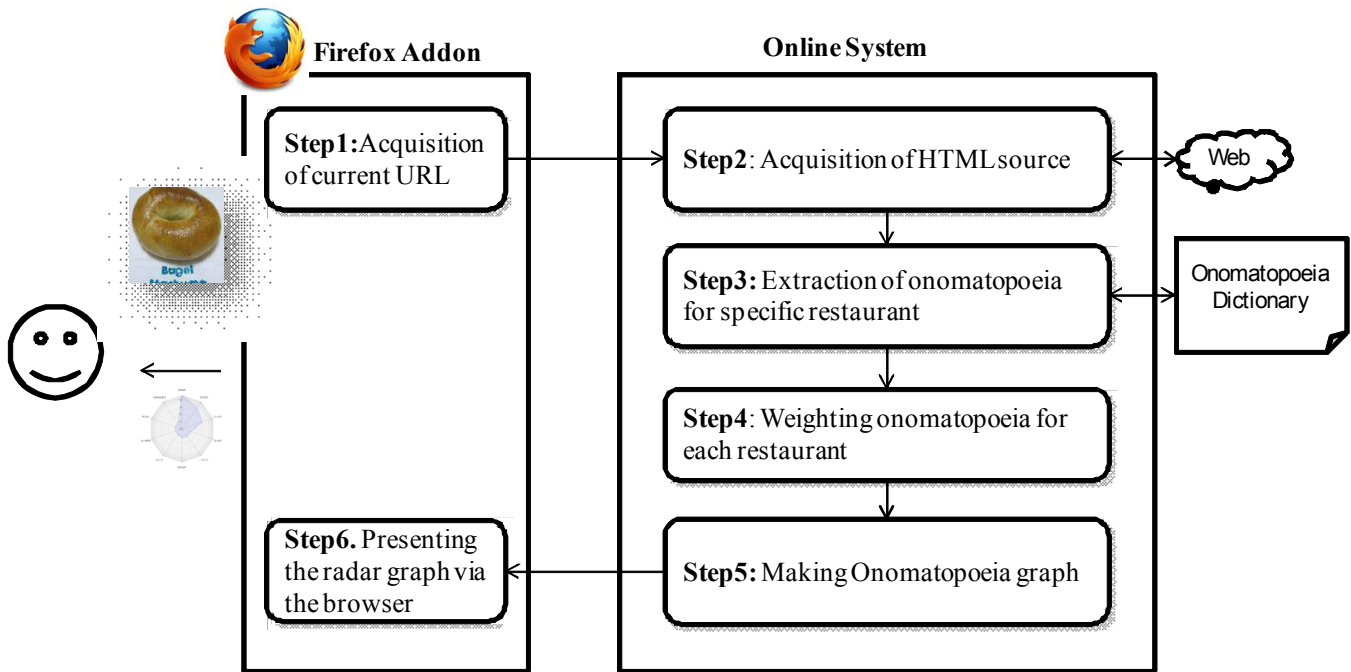 Firefox Addon
Online System
Step1:Acquisition
of current URL
Step2: Acquisition of HTML source
Web
Bagel
Step3: Extraction of onomatopoeia
for specific restaurant
Onomatopoeia
Dictionary
Step4: Weighting onomatopoeia for
each restaurant
Step6. Presenting
the radar graph via
the browser
Step5: Making Onomatopoeia graph